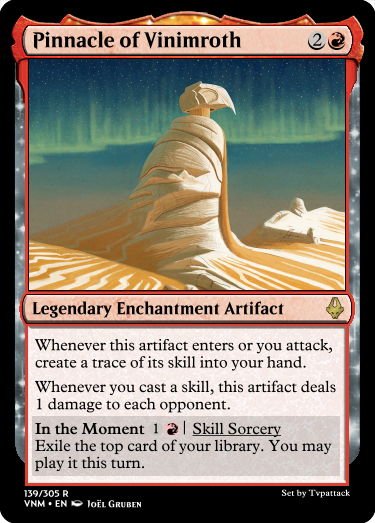 Pinnacle of Vinimroth 2
Legendary Enchantment Artifact
Whenever this artifact enters or you attack,
create a trace of its skill into your hand.
Whenever you cast a skill, this artifact deals
1 damage to each opponent.
In the Moment 1 | Skill Sorcery
Exile the top card of your library. You may
play it this turn.
139/305 R
VNM • EN Joël Gruben
Set by Tvpattack